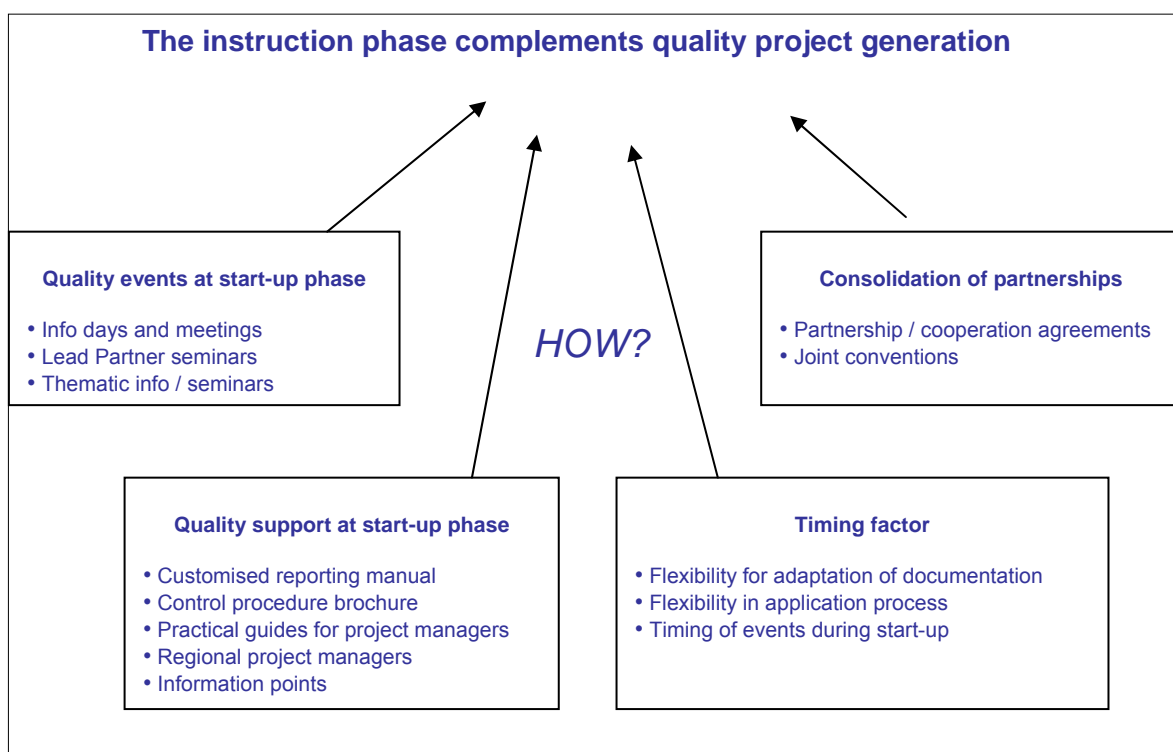 The instruction phase complements quality project generation
Quality events at start-up phase
• Info days and meetings
• Lead Partner seminars
• Thematic info / seminars
HOW?
Consolidation of partnerships
• Partnership / cooperation agreements
• Joint conventions
Quality support at start-up phase
• Customised reporting manual
• Control procedure brochure
• Practical guides for project managers
• Regional project managers
• Information points
Timing factor
• Flexibility for adaptation of documentation
• Flexibility in application process
• Timing of events during start-up